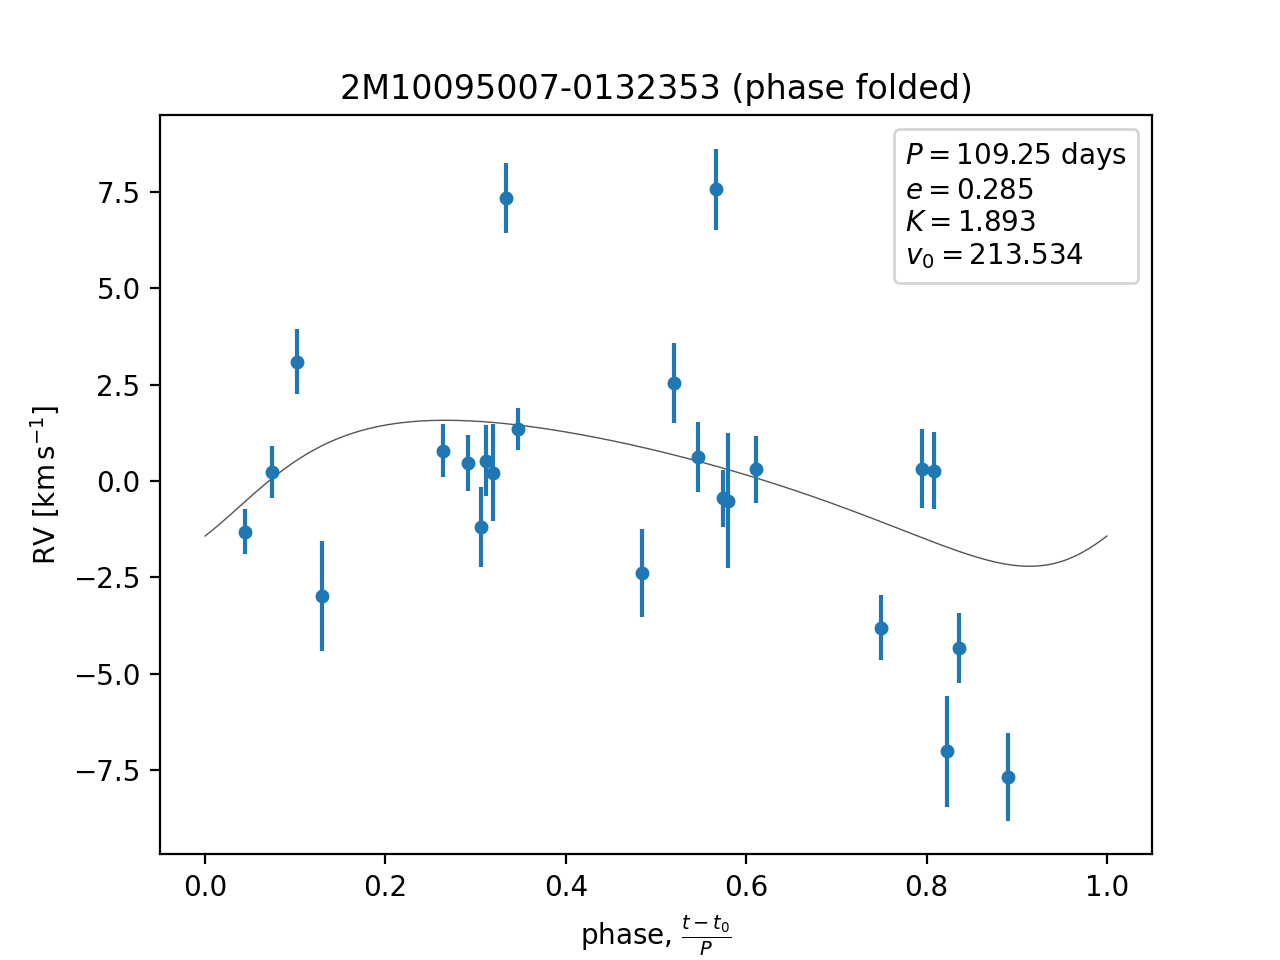 2M10095007-0132353 (phase folded)
P = 109.25 days
e = 0.285
K = 1.893
v₀ = 213.534
RV [km s⁻¹]
7.5
5.0
2.5
0.0
−2.5
−5.0
−7.5
0.0 0.2 0.4 0.6 0.8 1.0
phase, (t − t₀)/P